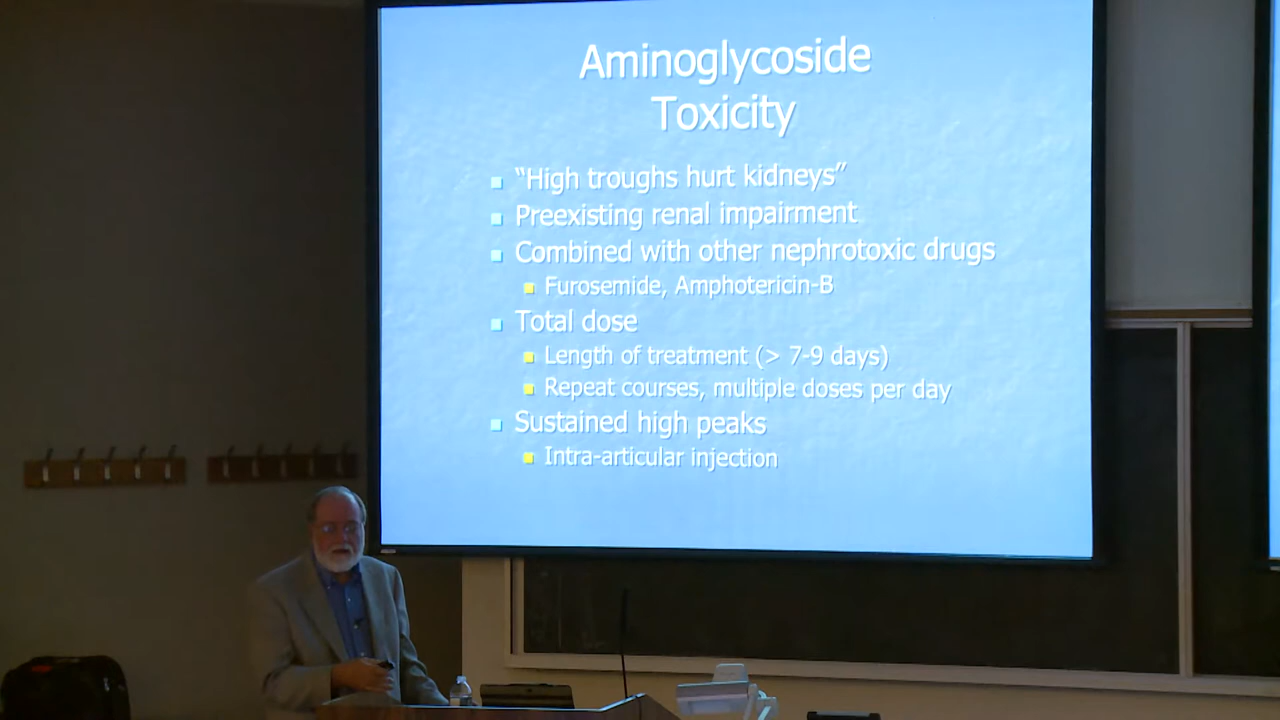 Aminoglycoside
Toxicity
“High troughs hurt kidneys”
Preexisting renal impairment
Combined with other nephrotoxic drugs
Furosemide, Amphotericin-B
Total dose
Length of treatment (> 7-9 days)
Repeat courses, multiple doses per day
Sustained high peaks
Intra-articular injection